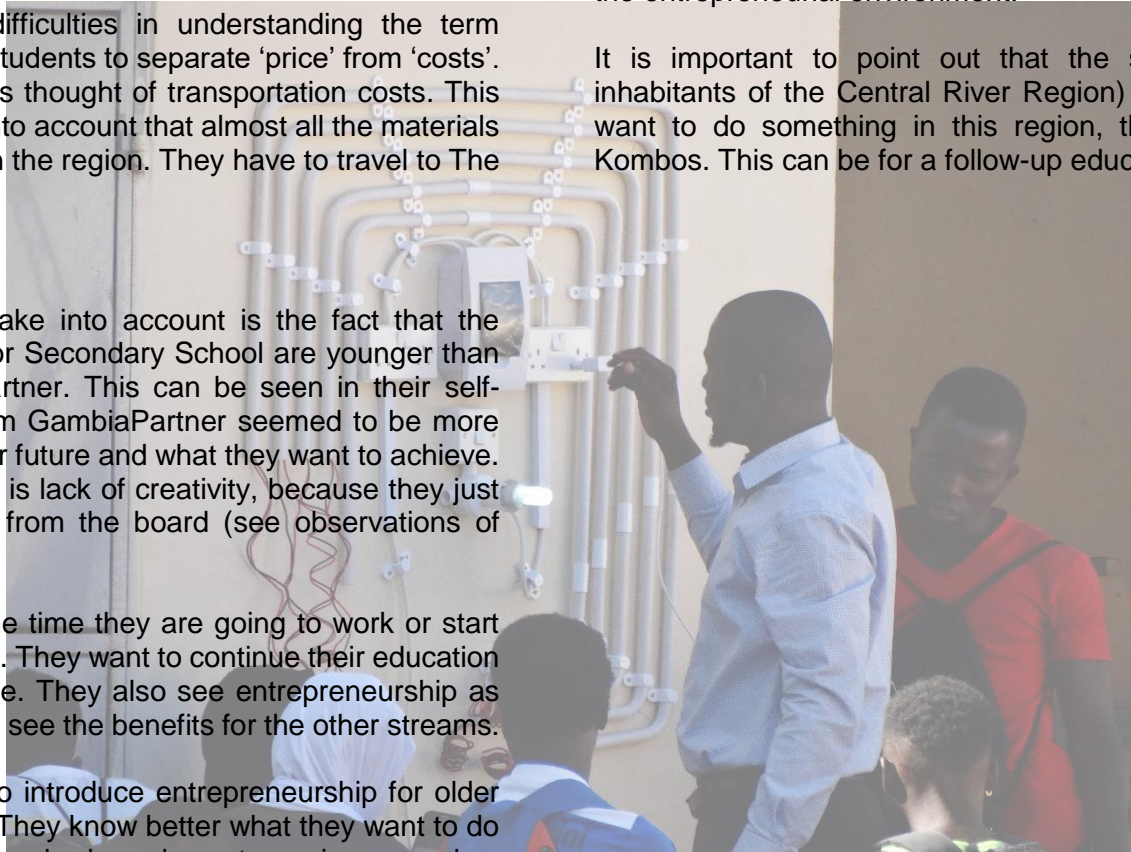 difficulties in understanding the term
tudents to separate ‘price’ from ‘costs’.
s thought of transportation costs. This
to account that almost all the materials
n the region. They have to travel to The
ake into account is the fact that the
or Secondary School are younger than
artner. This can be seen in their self-
m GambiaPartner seemed to be more
r future and what they want to achieve.
is lack of creativity, because they just
from the board (see observations of
e time they are going to work or start
. They want to continue their education
e. They also see entrepreneurship as
see the benefits for the other streams.
o introduce entrepreneurship for older
They know better what they want to do
the entrepreneurial environment.
It is important to point out that the s
inhabitants of the Central River Region)
want to do something in this region, th
Kombos. This can be for a follow-up educ